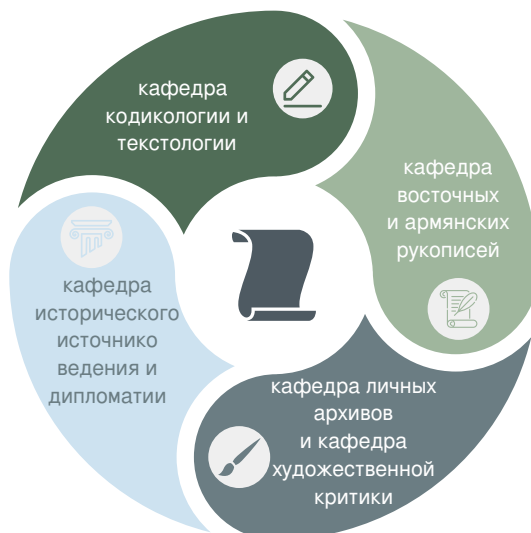 кафедра
кодикологии и
текстологии
кафедра
восточных
и армянских
рукописей
кафедра личных
архивов
и кафедра
художественной
критики
кафедра
исторического
источнико
ведения и
дипломатии